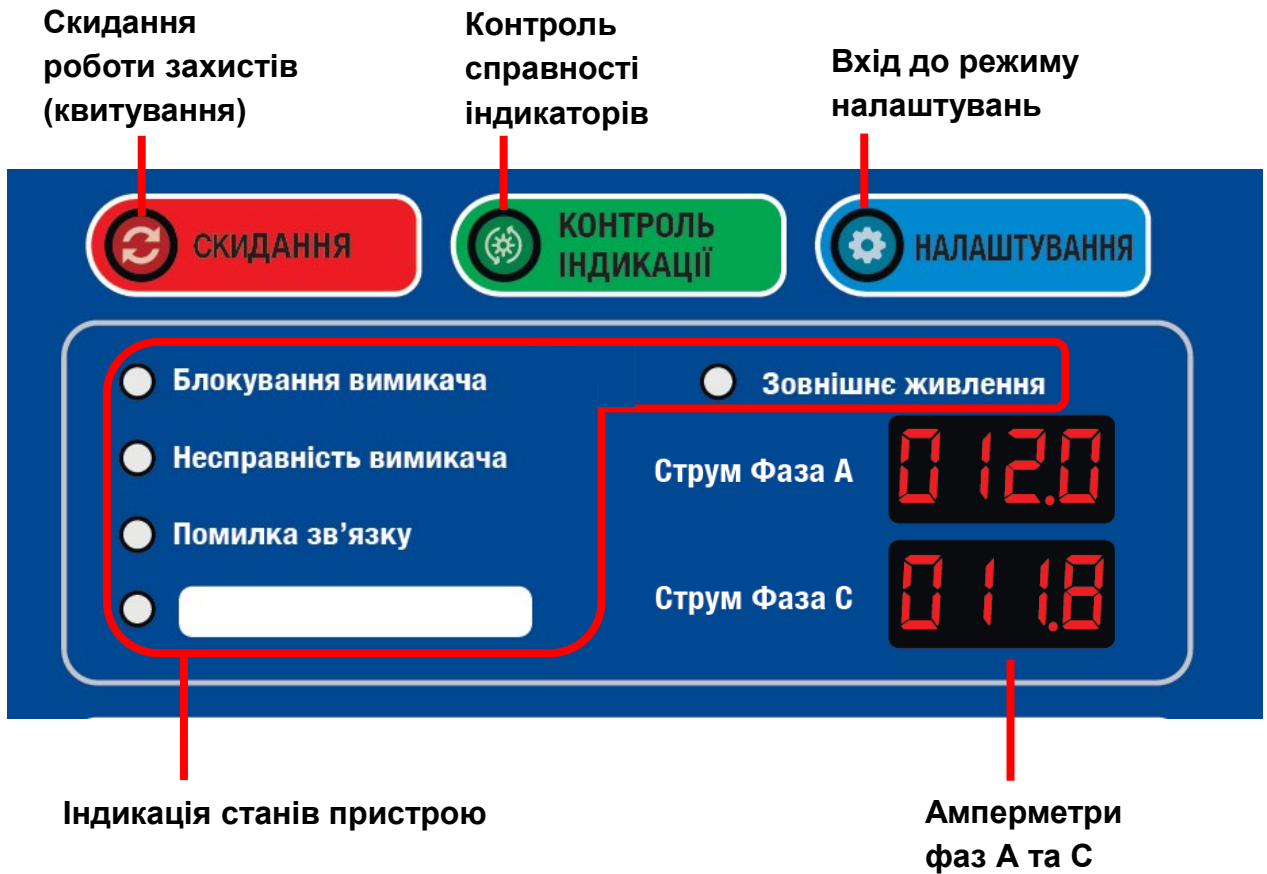 Скидання
роботи захистів
(квитування)
Контроль
справності
індикаторів
Вхід до режиму
налаштувань
СКИДАННЯ
КОНТРОЛЬ
ІНДИКАЦІЇ
НАЛАШТУВАННЯ
Блокування вимикача
Зовнішнє живлення
Несправність вимикача
Струм Фаза А
012.0
Помилка зв’язку
Струм Фаза С
011.8
Індикація станів пристрою
Амперметри
фаз А та С